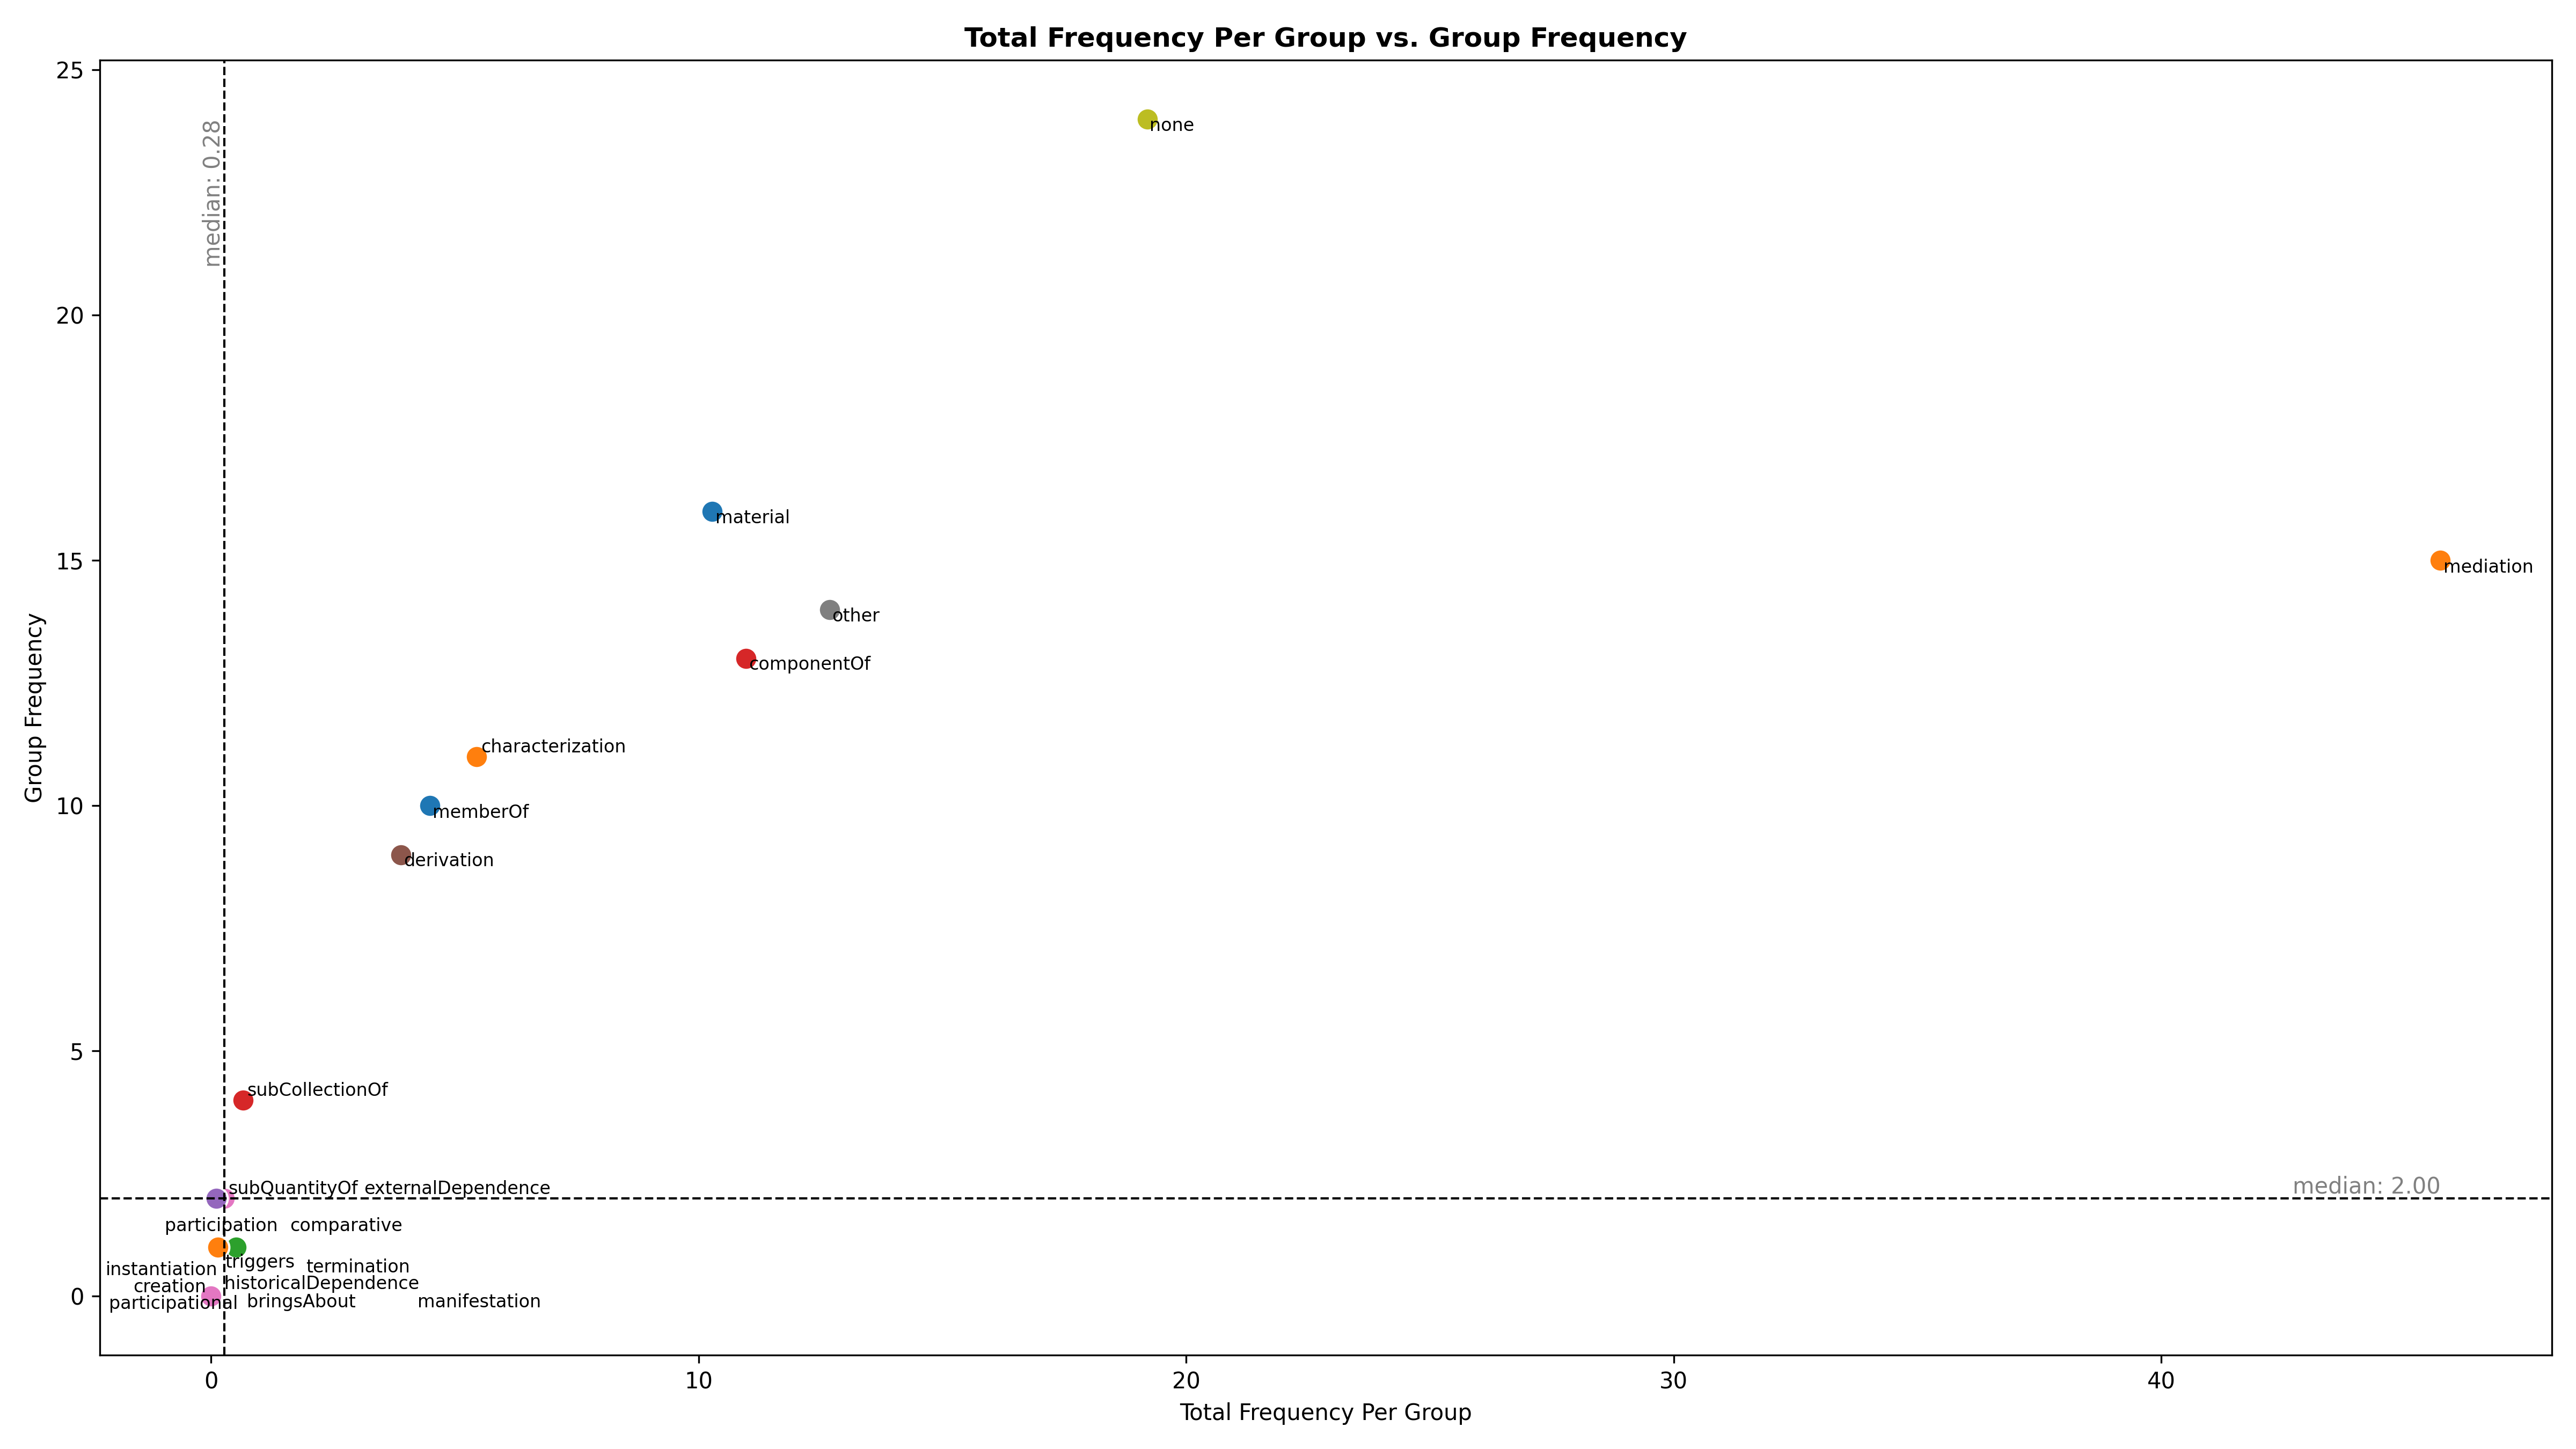 Total Frequency Per Group vs. Group Frequency
25
median: 0.28
none
20
material
15
mediation
other
componentOf
Group Frequency
characterization
10
memberOf
derivation
5
subCollectionOf
subQuantityOf externalDependence
median: 2.00
participation comparative
triggers termination
instantiation
creation historicalDependence
0
participational bringsAbout manifestation
0 10 20 30 40
Total Frequency Per Group